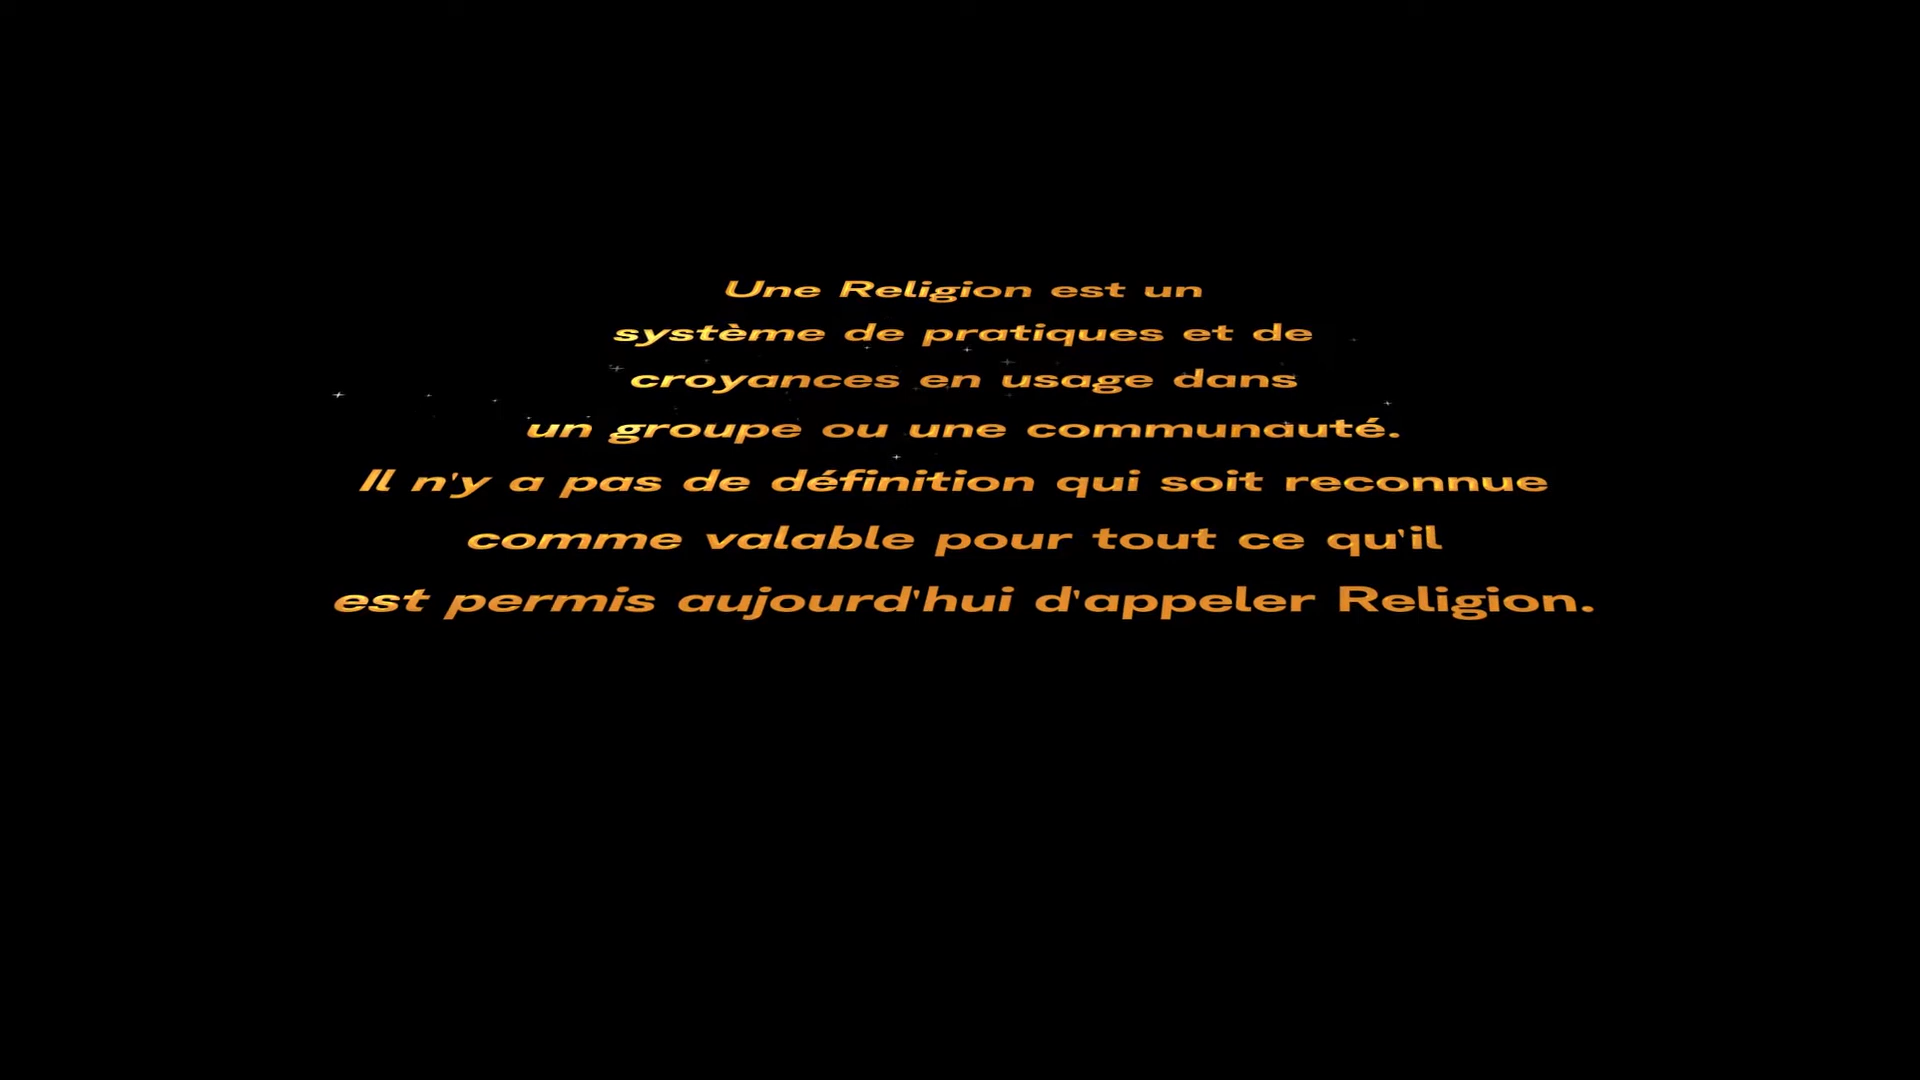 Une Religion est un
système de pratiques et de
croyances en usage dans
un groupe ou une communauté.
Il n'y a pas de définition qui soit reconnue
comme valable pour tout ce qu'il
est permis aujourd'hui d'appeler Religion.